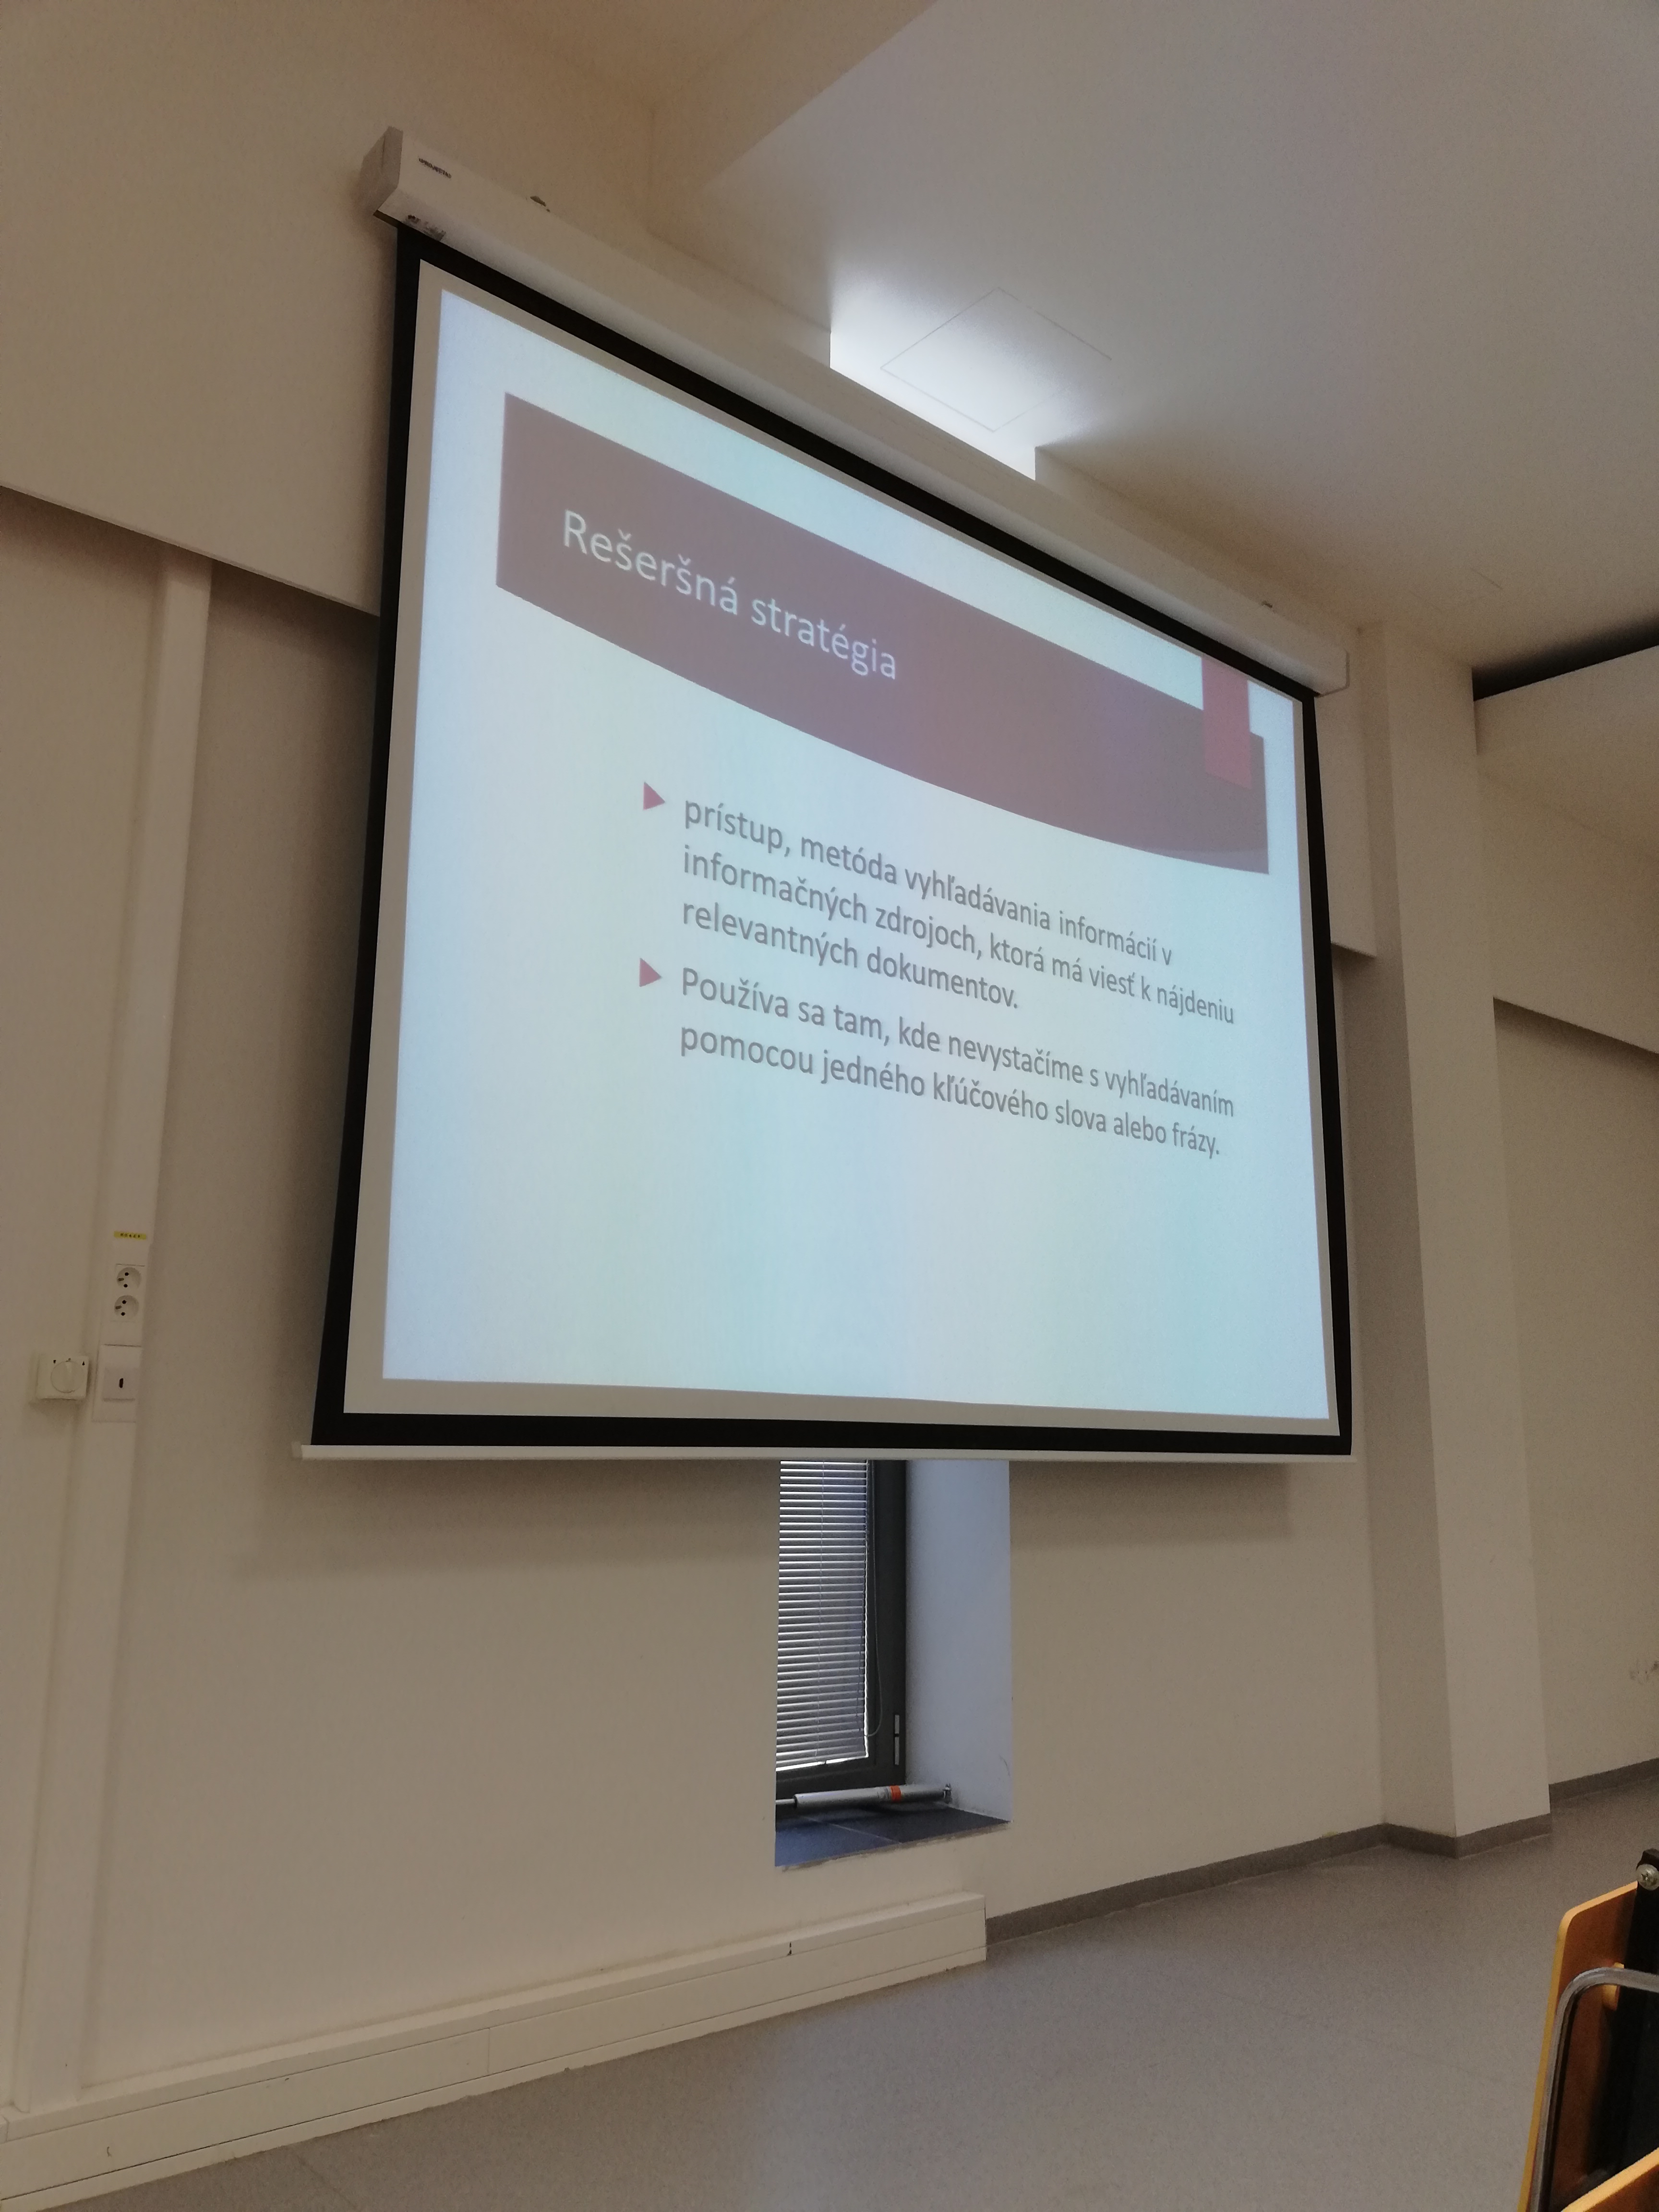 Rešeršná stratégia
prístup, metóda vyhľadávania informácií v
informačných zdrojoch, ktorá má viesť k nájdeniu
relevantných dokumentov.
Používa sa tam, kde nevystačíme s vyhľadávaním
pomocou jedného kľúčového slova alebo frázy.